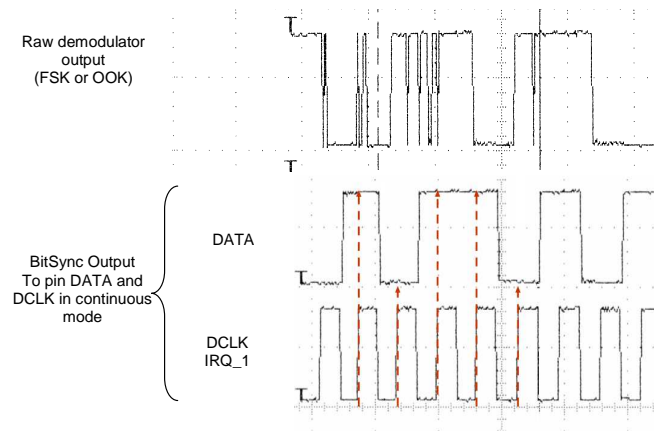 Raw demodulator
output
(FSK or OOK)
BitSync Output
To pin DATA and
DCLK in continuous
mode
DATA
DCLK
IRQ_1